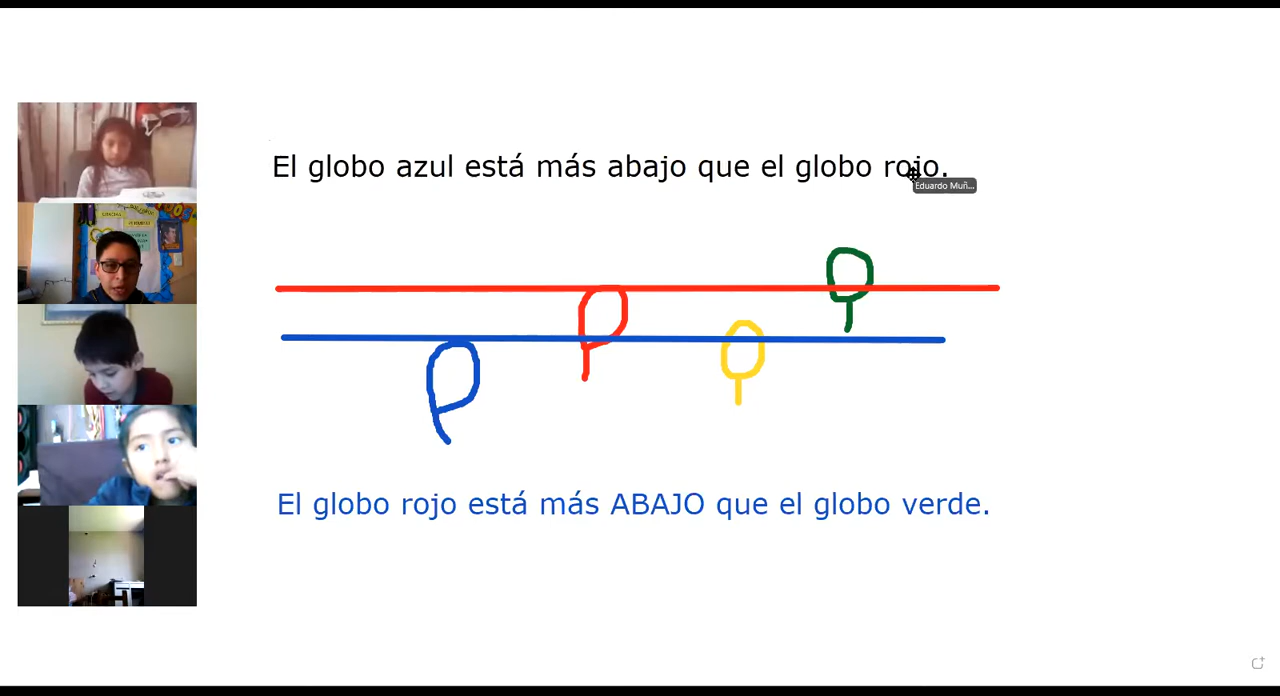 El globo azul está más abajo que el globo rojo.
Eduardo Muñ...
El globo rojo está más ABAJO que el globo verde.